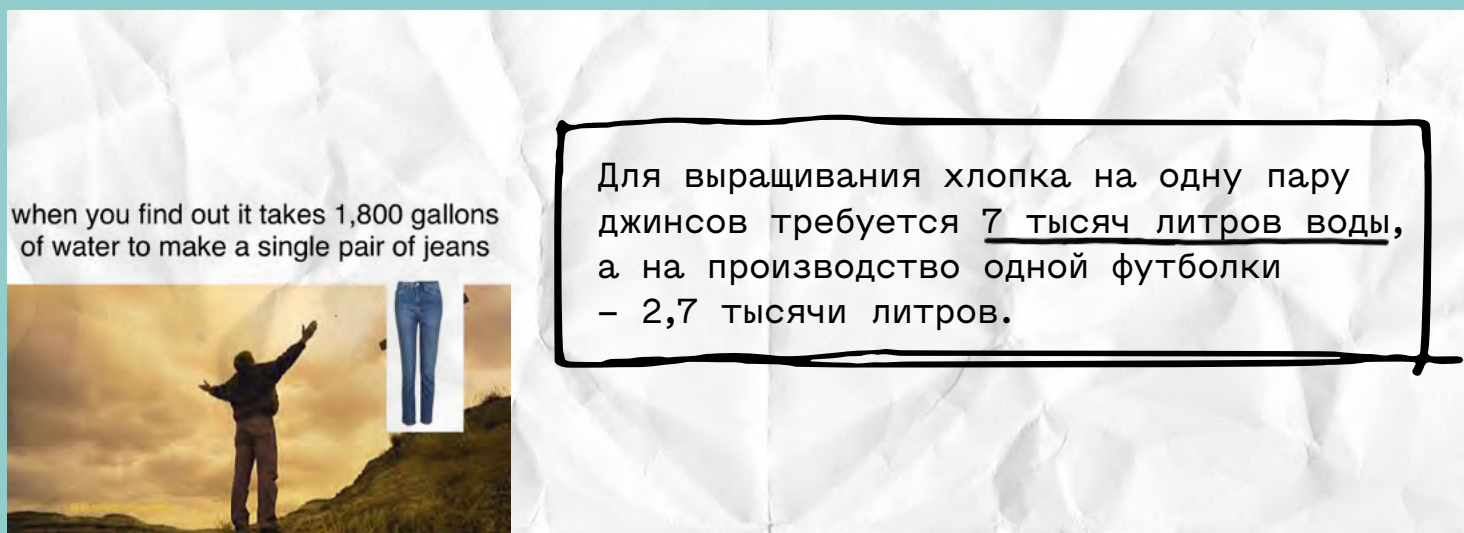 when you find out it takes 1,800 gallons
of water to make a single pair of jeans
Для выращивания хлопка на одну пару
джинсов требуется 7 тысяч литров воды,
а на производство одной футболки
– 2,7 тысячи литров.